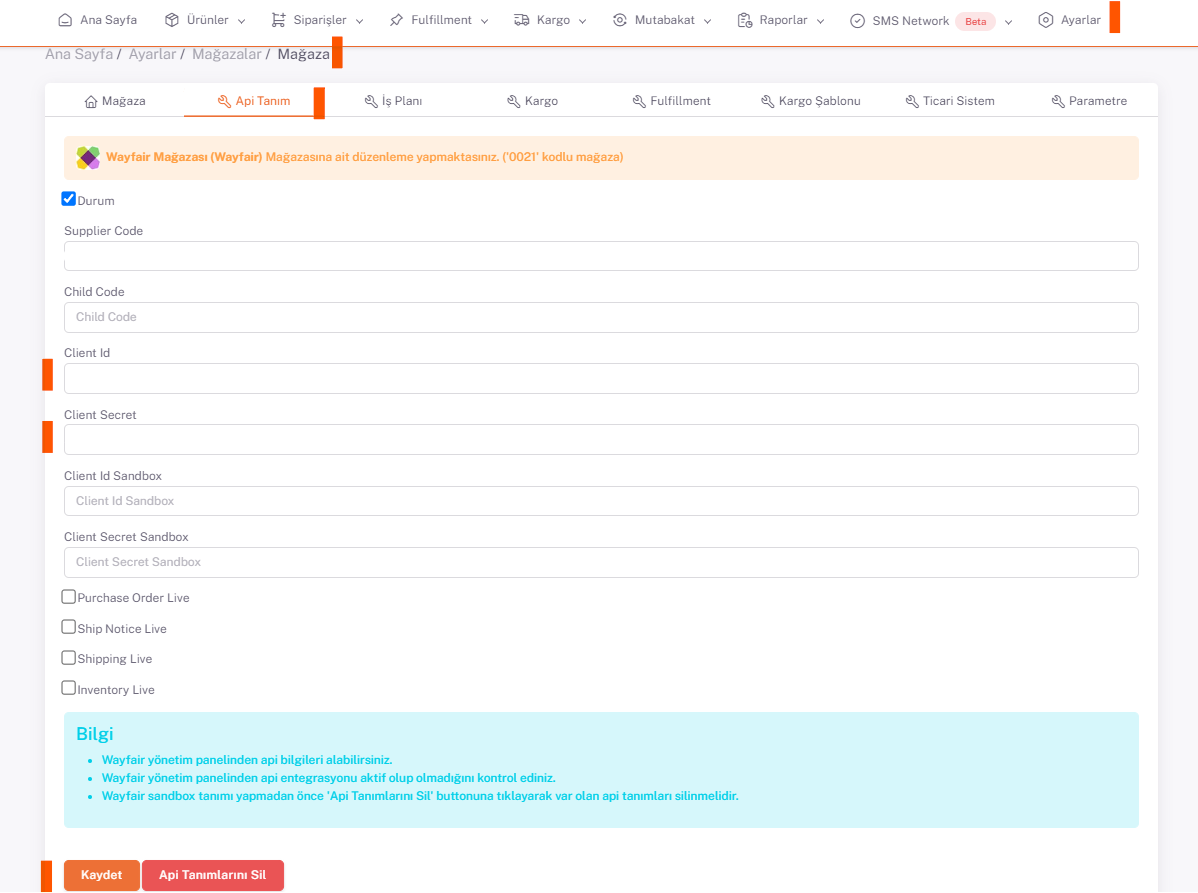 Ana Sayfa Ürünler Siparişler Fulfillment Kargo Mutabakat Raporlar SMS Network Beta Ayarlar
Ana Sayfa / Ayarlar / Mağazalar / Mağaza
Mağaza Api Tanım İş Planı Kargo Fulfillment Kargo Şablonu Ticari Sistem Parametre
Wayfair Mağazası (Wayfair) Mağazasına ait düzenleme yapmaktasınız. ('0021' kodlu mağaza)
Durum
Supplier Code
Child Code
Child Code
Client Id
Client Secret
Client Id Sandbox
Client Id Sandbox
Client Secret Sandbox
Client Secret Sandbox
Purchase Order Live
Ship Notice Live
Shipping Live
Inventory Live
Bilgi
• Wayfair yönetim panelinden api bilgileri alabilirsiniz.
• Wayfair yönetim panelinden api entegrasyonu aktif olup olmadığını kontrol ediniz.
• Wayfair sandbox tanımı yapmadan önce 'Api Tanımlarını Sil' buttonuna tıklayarak var olan api tanımları silinmelidir.
Kaydet Api Tanımlarını Sil